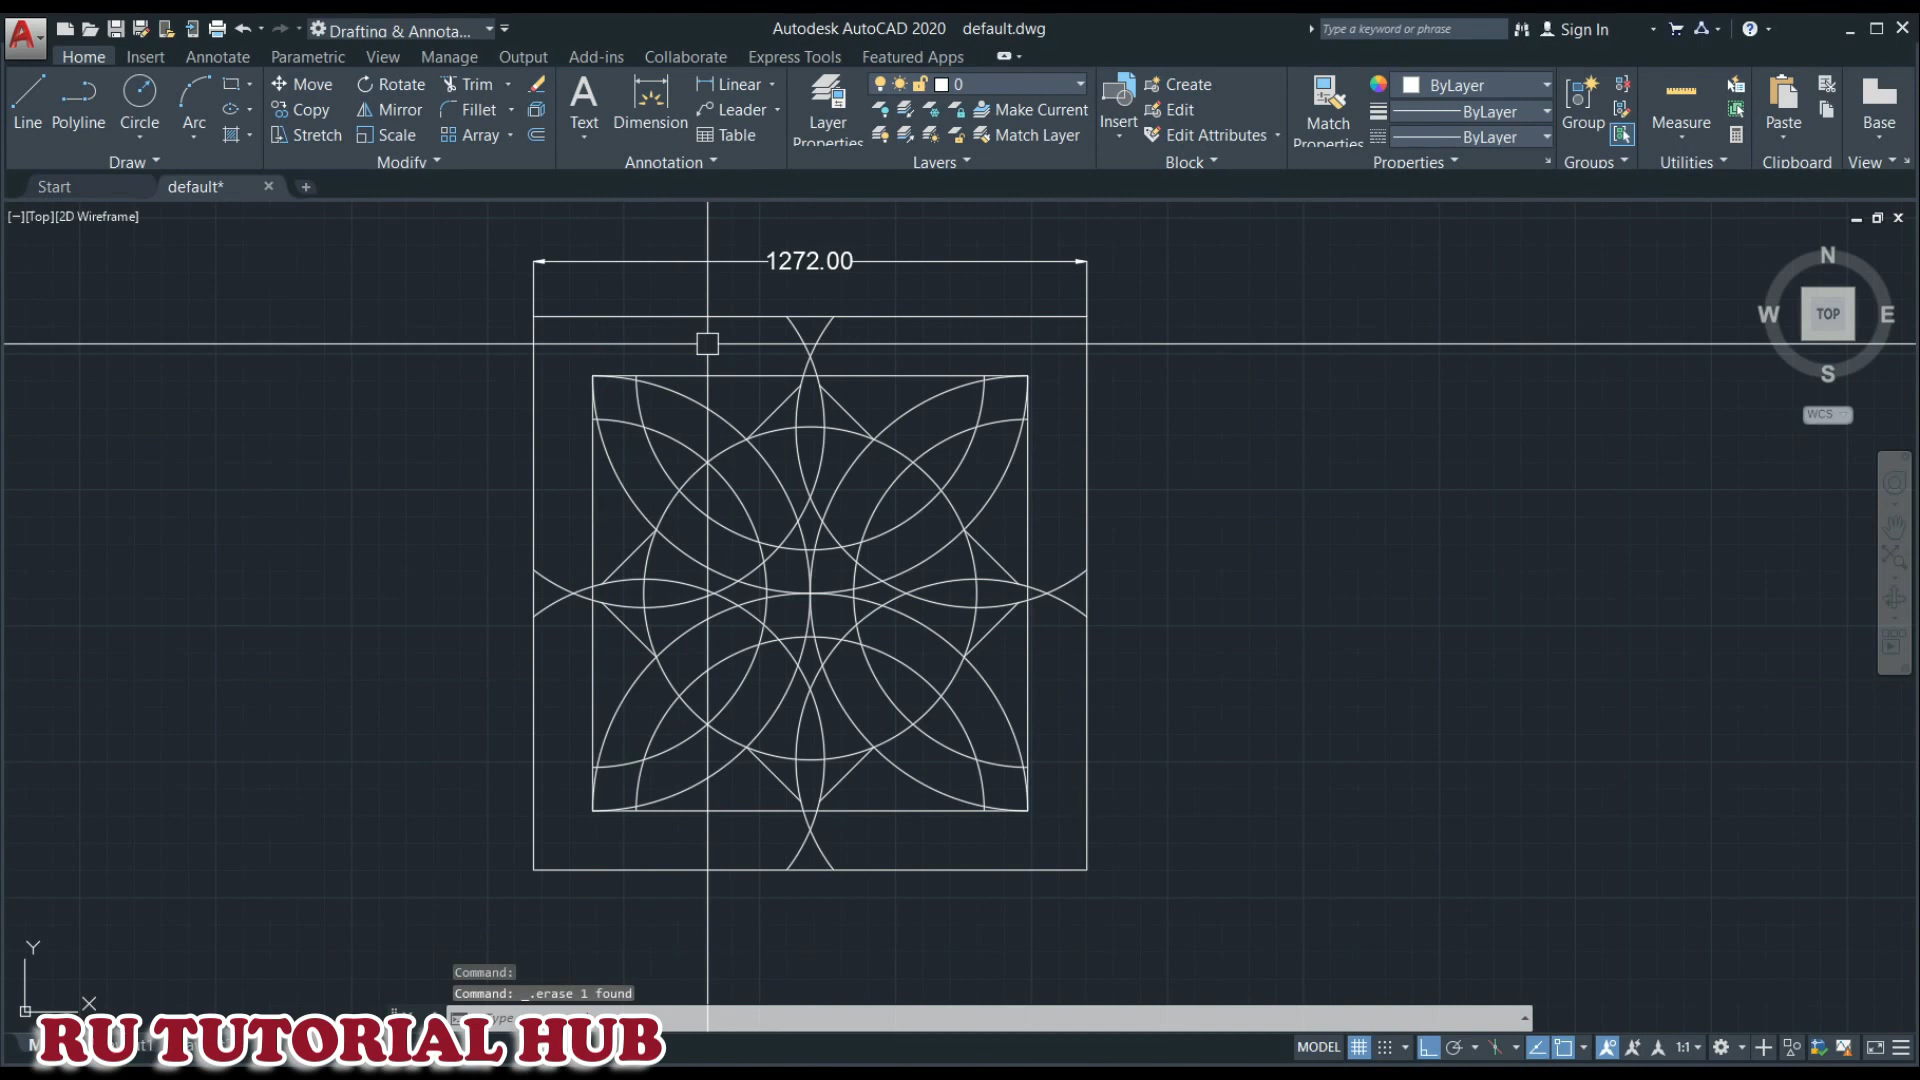 Drafting & Annota...
Autodesk AutoCAD 2020 default.dwg
Type a keyword or phrase
Sign In
Home Insert Annotate Parametric View Manage Output Add-ins Collaborate Express Tools Featured Apps
Line Polyline Circle Arc
Move Rotate Trim
Copy Mirror Fillet
Stretch Scale Array
Text Dimension
Linear
Leader
Table
Layer
Properties
0
Make Current
Match Layer
Insert
Create
Edit
Edit Attributes
Match
Properties
ByLayer
ByLayer
ByLayer
Group Measure Paste Base
Draw Modify Annotation Layers Block Properties Groups Utilities Clipboard View
Start default* +
[−][Top][2D Wireframe]
1272.00
N
W TOP E
S
WCS
Y
X
Command:
Command: _.erase 1 found
Type
RU TUTORIAL HUB
MODEL 1:1